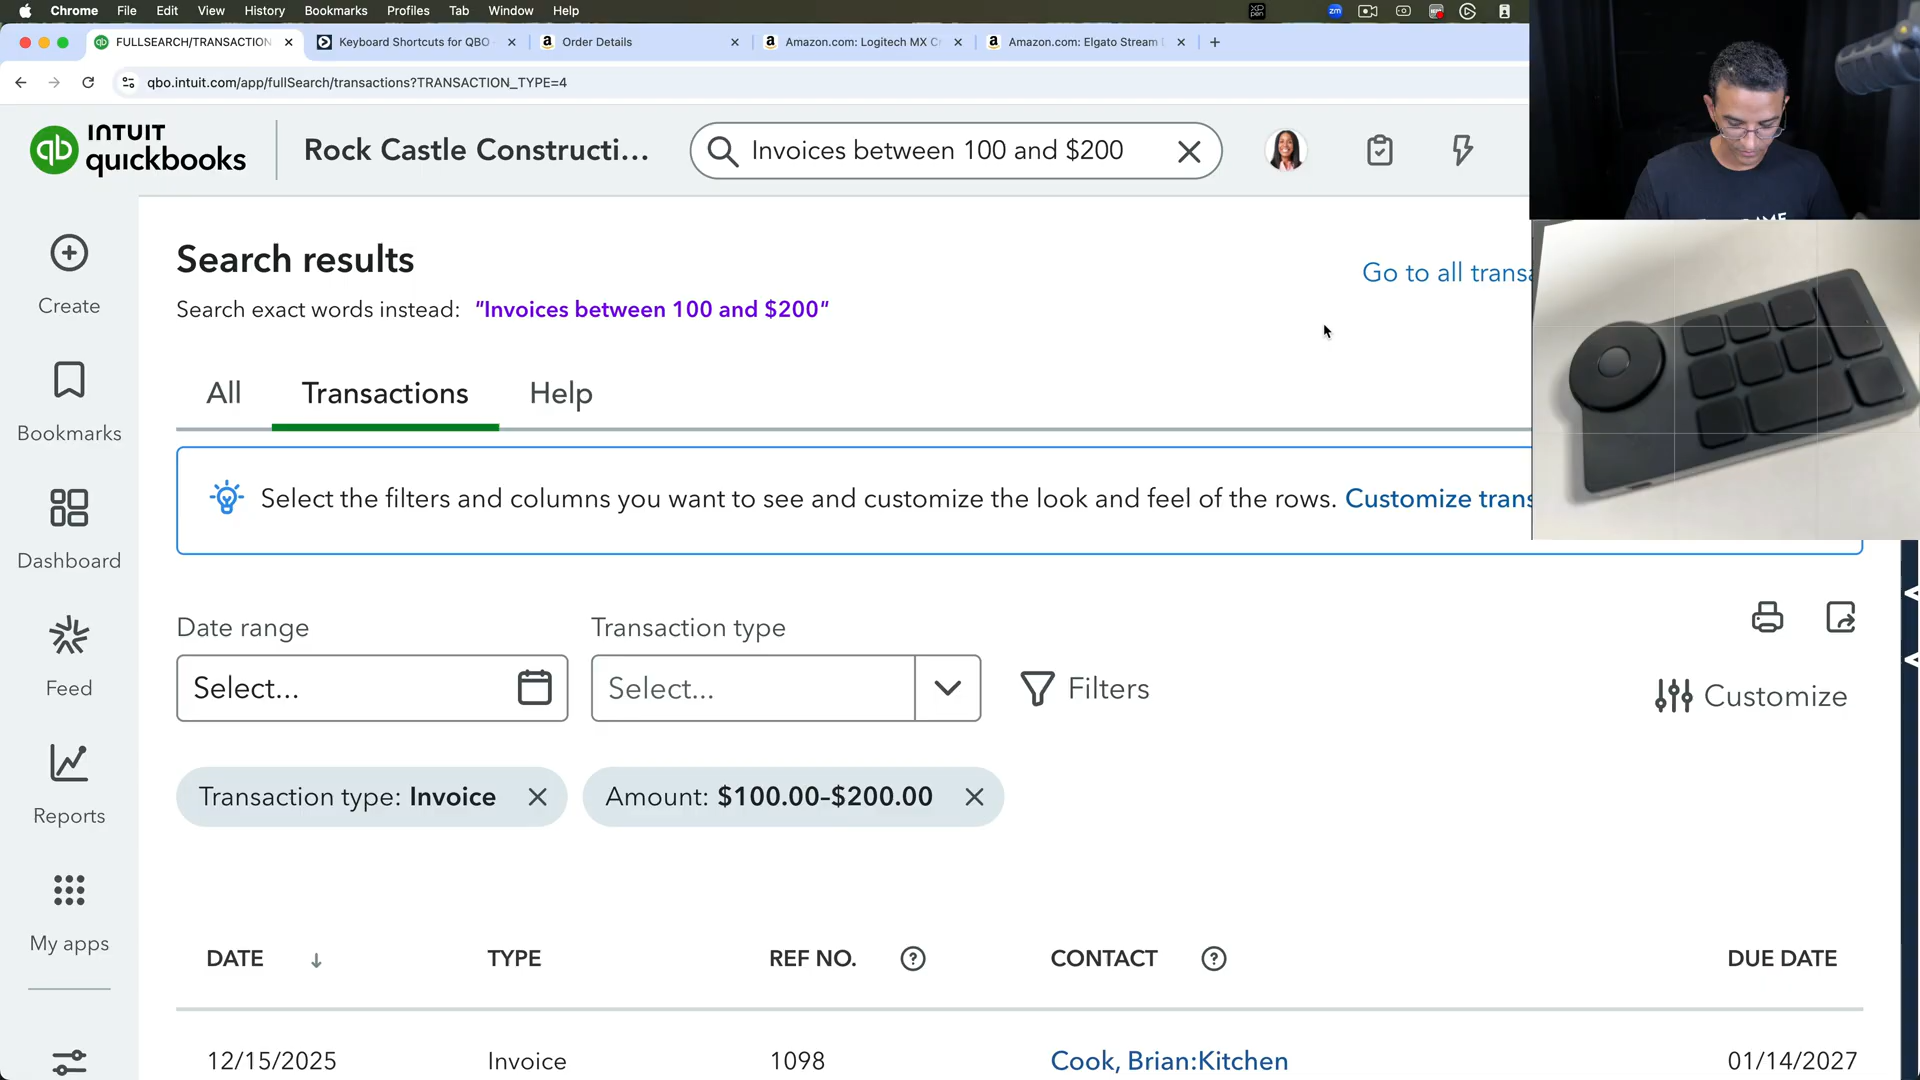 Chrome File Edit View History Bookmarks Profiles Tab Window Help
XP PEN
zm
FULLSEARCH/TRANSACTION
Keyboard Shortcuts for QBO
Order Details
Amazon.com: Logitech MX Cr
Amazon.com: Elgato Stream
qbo.intuit.com/app/fullSearch/transactions?TRANSACTION_TYPE=4
qb INTUIT
quickbooks
Rock Castle Constructi...
Invoices between 100 and $200
Create
Bookmarks
Dashboard
Feed
Reports
My apps
Search results
Search exact words instead: "Invoices between 100 and $200"
Go to all transa
All Transactions Help
Select the filters and columns you want to see and customize the look and feel of the rows. Customize trans
Date range
Select...
Transaction type
Select...
Filters
Customize
Transaction type: Invoice
Amount: $100.00-$200.00
DATE TYPE REF NO. CONTACT DUE DATE
12/15/2025 Invoice 1098 Cook, Brian:Kitchen 01/14/2027